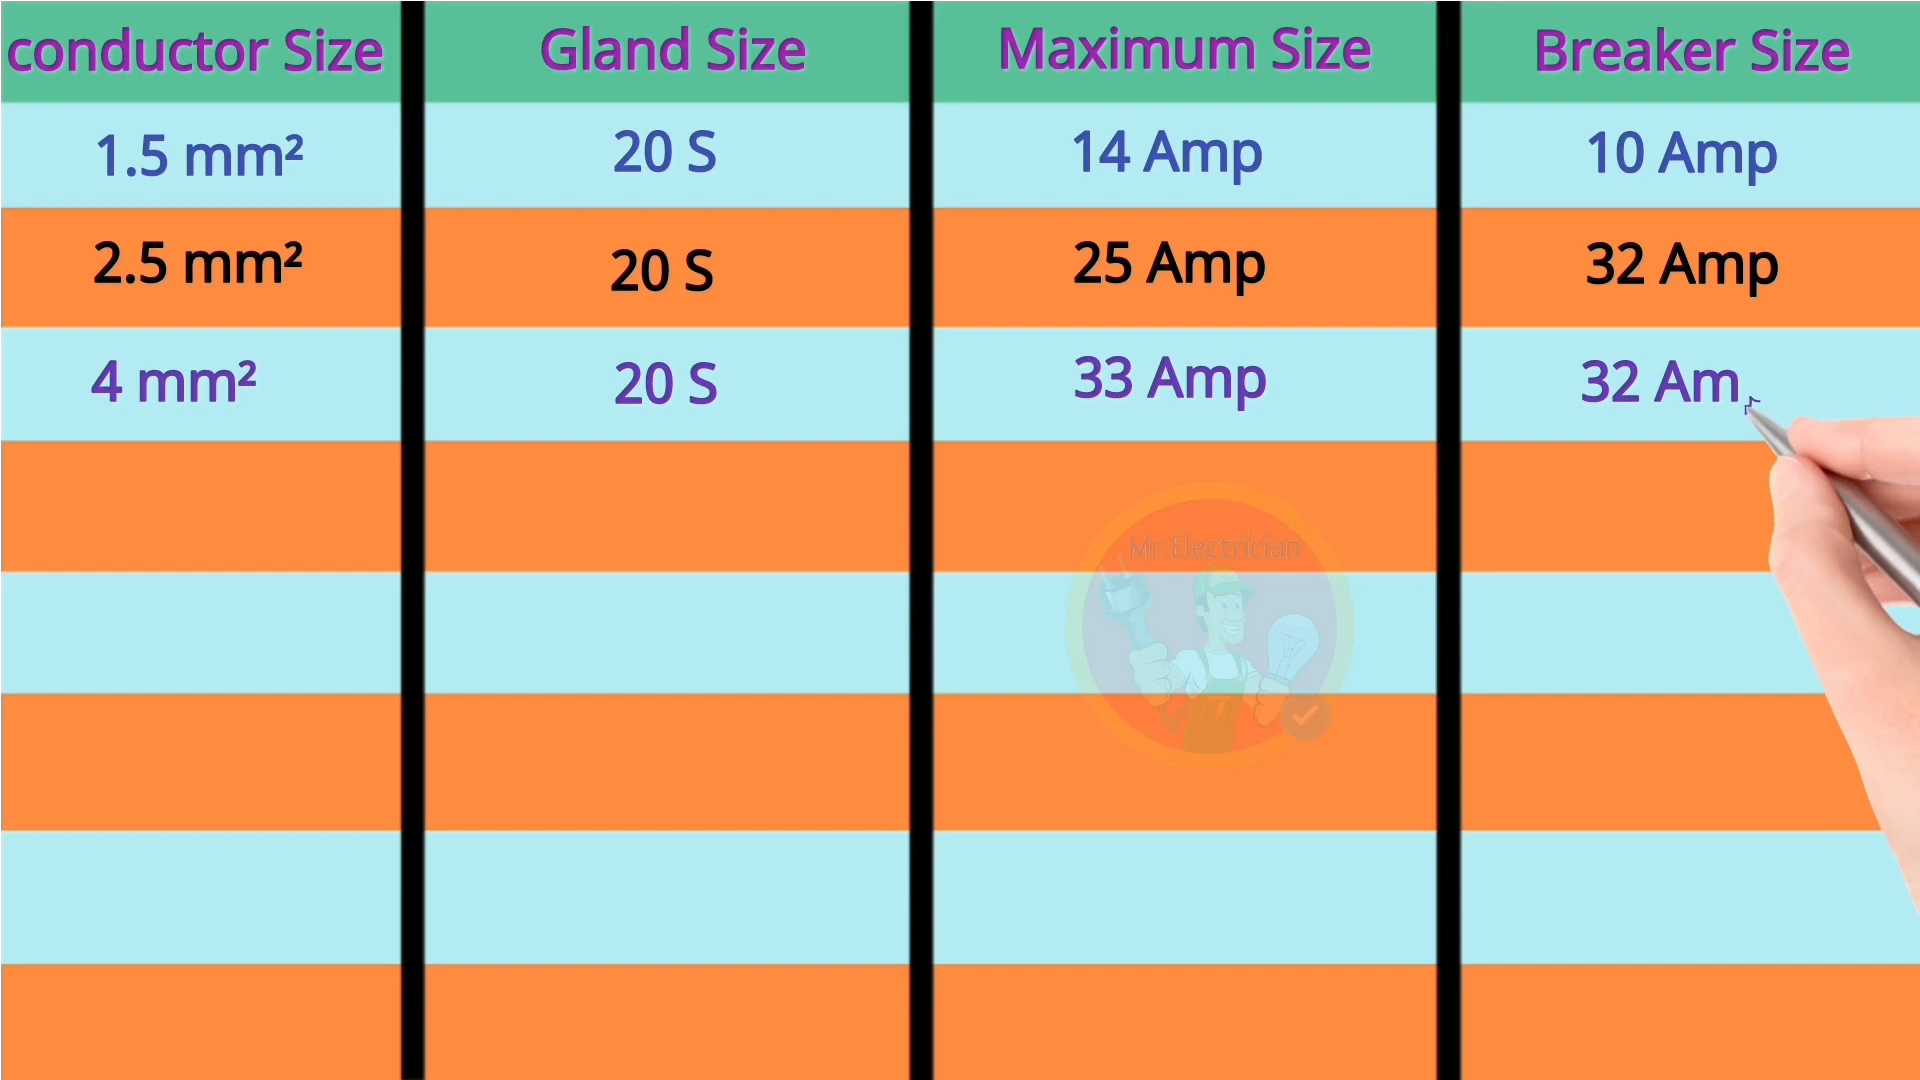 conductor Size Gland Size Maximum Size Breaker Size
1.5 mm² 20 S 14 Amp 10 Amp
2.5 mm² 20 S 25 Amp 32 Amp
4 mm² 20 S 33 Amp 32 Am
Mr.Electrician